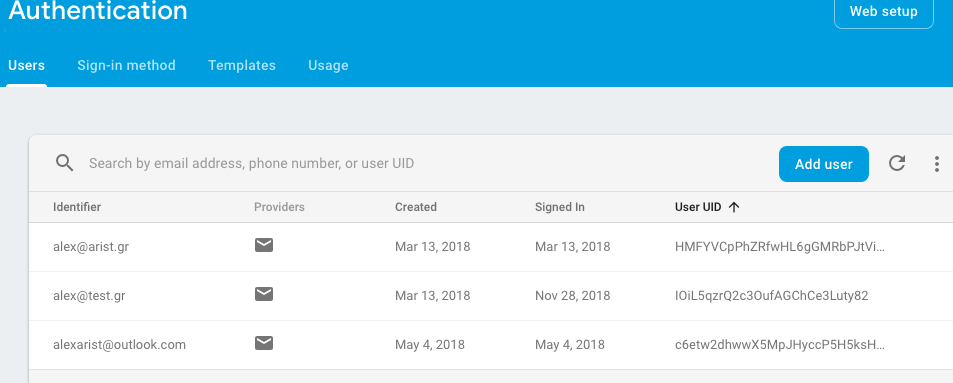 Authentication
Web setup
Users Sign-in method Templates Usage
Search by email address, phone number, or user UID Add user
Identifier Providers Created Signed In User UID
alex@arist.gr Mar 13, 2018 Mar 13, 2018 HMFYVCpPhZRfwHL6gGMRbPJtVi...
alex@test.gr Mar 13, 2018 Nov 28, 2018 IOiL5qzrQ2c3OufAGChCe3Luty82
alexarist@outlook.com May 4, 2018 May 4, 2018 c6etw2dhwwX5MpJHyccP5H5ksH...